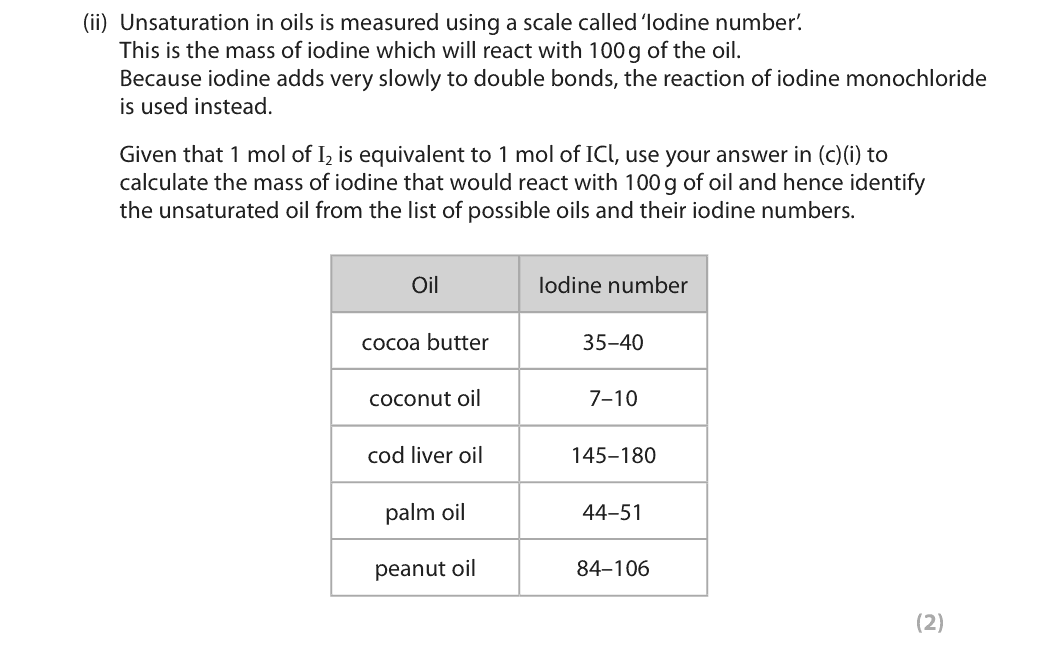 (ii) Unsaturation in oils is measured using a scale called ‘Iodine number’.
This is the mass of iodine which will react with 100 g of the oil.
Because iodine adds very slowly to double bonds, the reaction of iodine monochloride
is used instead.
Given that 1 mol of I₂ is equivalent to 1 mol of ICl, use your answer in (c)(i) to
calculate the mass of iodine that would react with 100 g of oil and hence identify
the unsaturated oil from the list of possible oils and their iodine numbers.
Oil Iodine number
cocoa butter 35–40
coconut oil 7–10
cod liver oil 145–180
palm oil 44–51
peanut oil 84–106
(2)